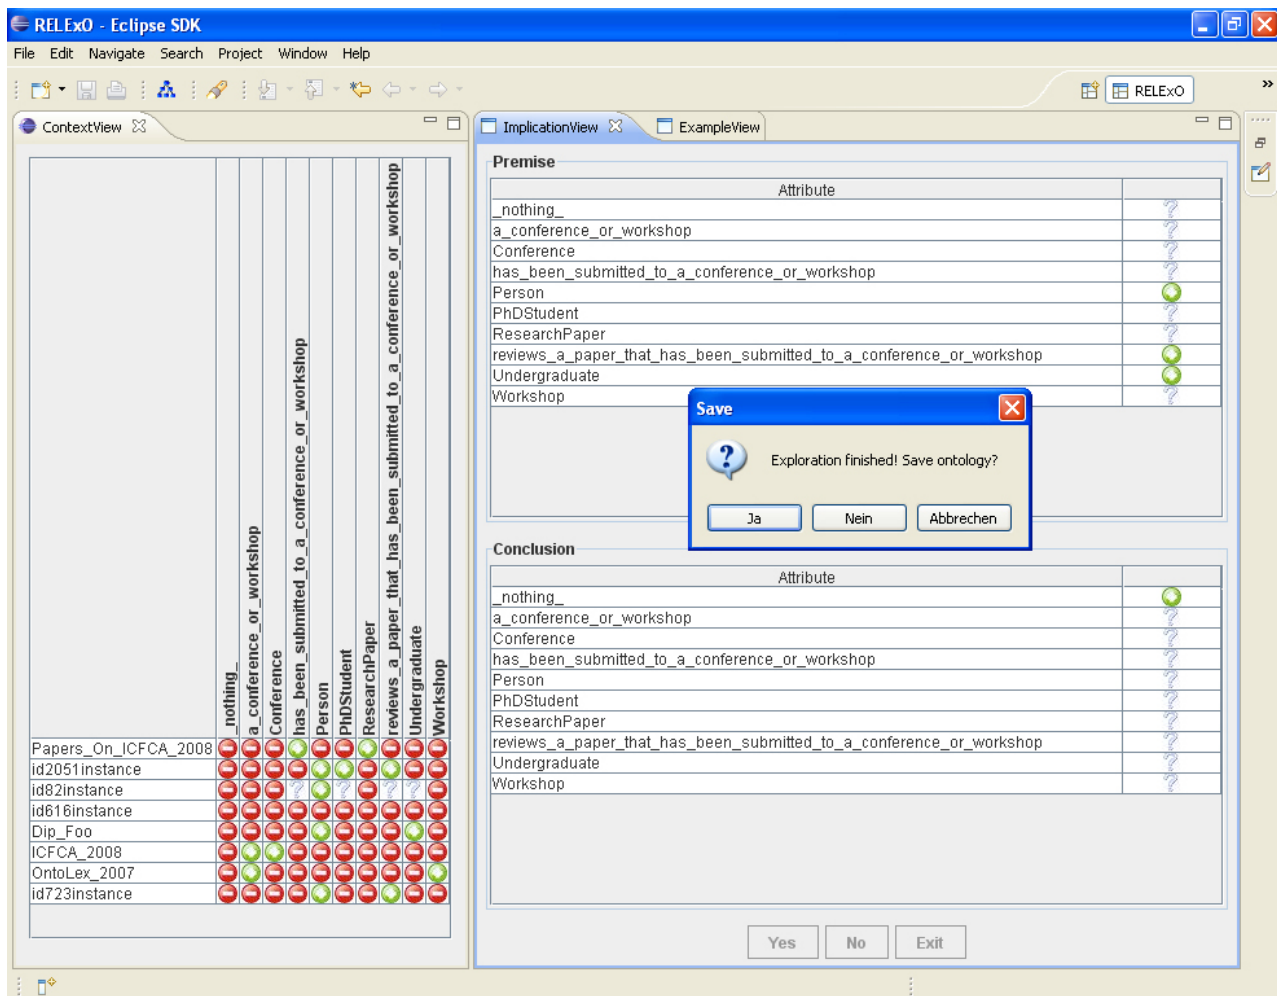 RELExO - Eclipse SDK
File Edit Navigate Search Project Window Help
RELExO
ContextView
ImplicationView ExampleView
_nothing_
a_conference_or_workshop
Conference
has_been_submitted_to_a_conference_or_workshop
Person
PhDStudent
ResearchPaper
reviews_a_paper_that_has_been_submitted_to_a_conference_or_workshop
Undergraduate
Workshop
Papers_On_ICFCA_2008
id2051instance
id82instance
id616instance
Dip_Foo
ICFCA_2008
OntoLex_2007
id723instance
Premise
Attribute
_nothing_
a_conference_or_workshop
Conference
has_been_submitted_to_a_conference_or_workshop
Person
PhDStudent
ResearchPaper
reviews_a_paper_that_has_been_submitted_to_a_conference_or_workshop
Undergraduate
Workshop
Save
Exploration finished! Save ontology?
Ja Nein Abbrechen
Conclusion
Attribute
_nothing_
a_conference_or_workshop
Conference
has_been_submitted_to_a_conference_or_workshop
Person
PhDStudent
ResearchPaper
reviews_a_paper_that_has_been_submitted_to_a_conference_or_workshop
Undergraduate
Workshop
Yes No Exit